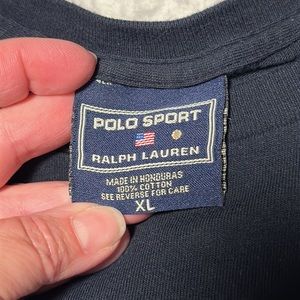 POLO SPORT
RALPH LAUREN
MADE IN HONDURAS
100% COTTON
SEE REVERSE FOR CARE
XL